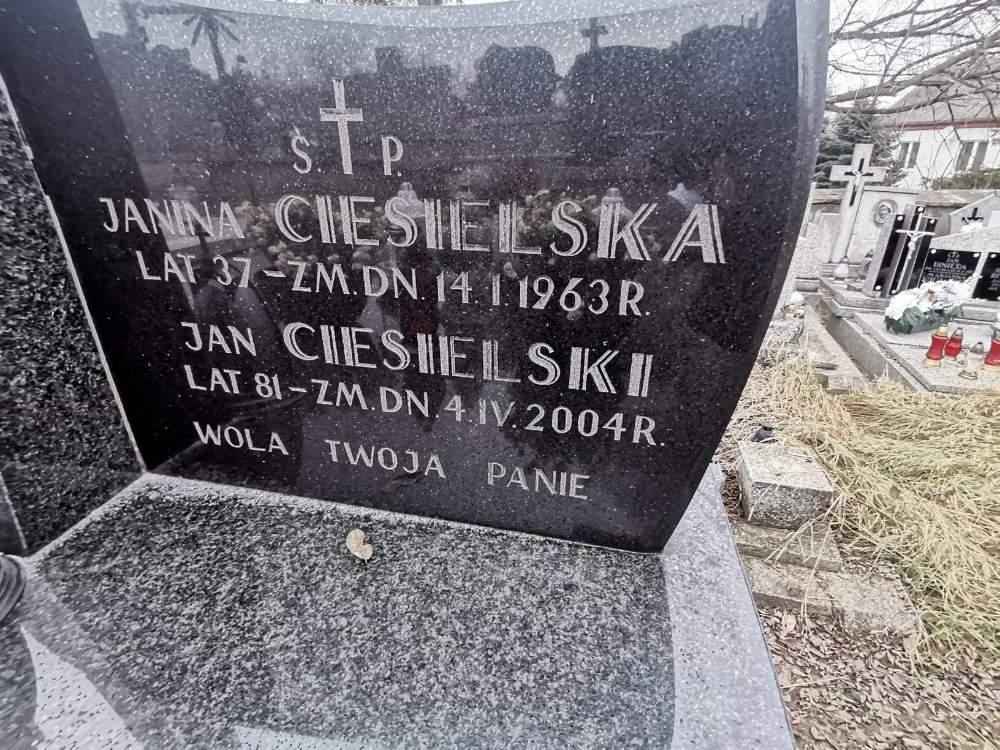 Ś. P.
JANINA CIESIELSKA
LAT 37 - ZM. DN. 14. I. 1963 R.
JAN CIESIELSKI
LAT 81 - ZM. DN. 4. IV. 2004 R.
WOLA TWOJA PANIE